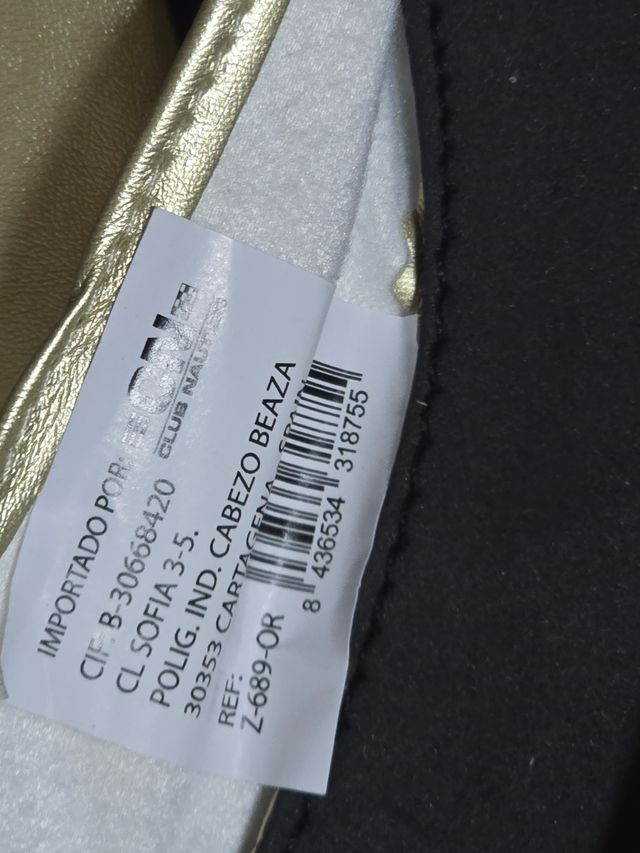 IMPORTADO POR:
CN
CLUB NAUTICO
CIF: B-30668420
CL SOFIA 3-5.
POLIG. IND. CABEZO BEAZA
30353 CARTAGENA
REF:
Z-689-OR
8 436534 318755